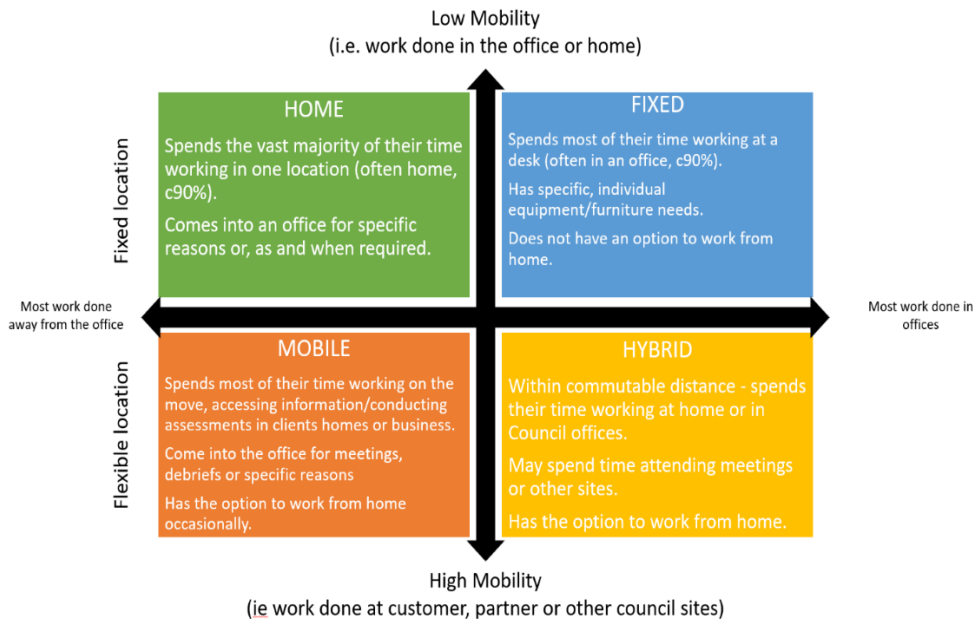 Low Mobility
(i.e. work done in the office or home)
Fixed location
HOME
Spends the vast majority of their time
working in one location (often home,
c90%).
Comes into an office for specific
reasons or, as and when required.
FIXED
Spends most of their time working at a
desk (often in an office, c90%).
Has specific, individual
equipment/furniture needs.
Does not have an option to work from
home.
Most work done
away from the office
Most work done in
offices
Flexible location
MOBILE
Spends most of their time working on the
move, accessing information/conducting
assessments in clients homes or business.
Come into the office for meetings,
debriefs or specific reasons
Has the option to work from home
occasionally.
HYBRID
Within commutable distance - spends
their time working at home or in
Council offices.
May spend time attending meetings
or other sites.
Has the option to work from home.
High Mobility
(ie work done at customer, partner or other council sites)